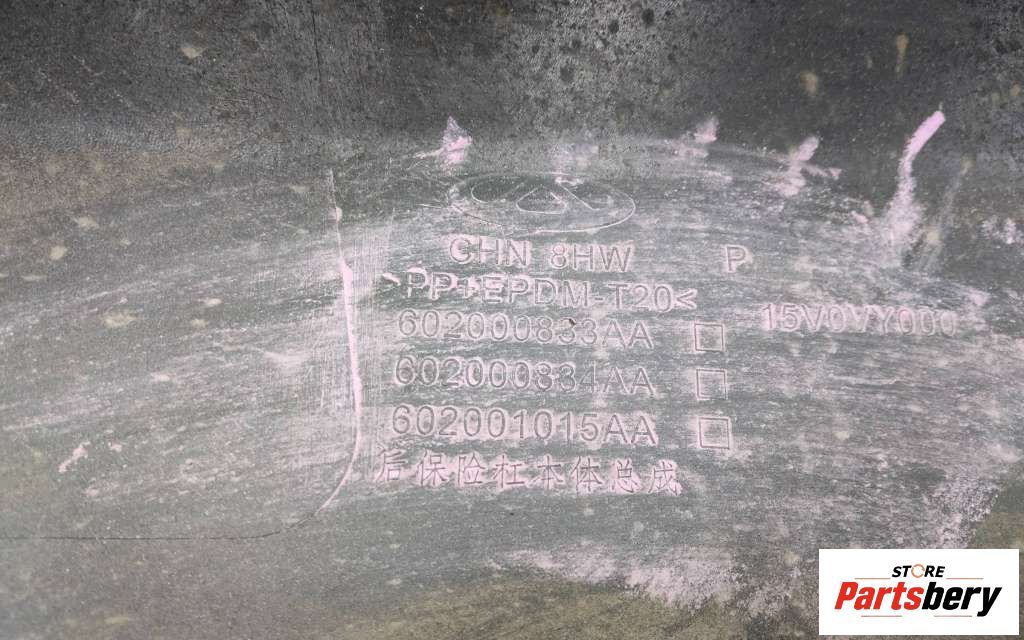 CHN 8HW P
>PP+EPDM-T20<
602000833AA 15V0VY000
602000834AA
602001015AA
后保险杠本体总成
STORE
Partsbery